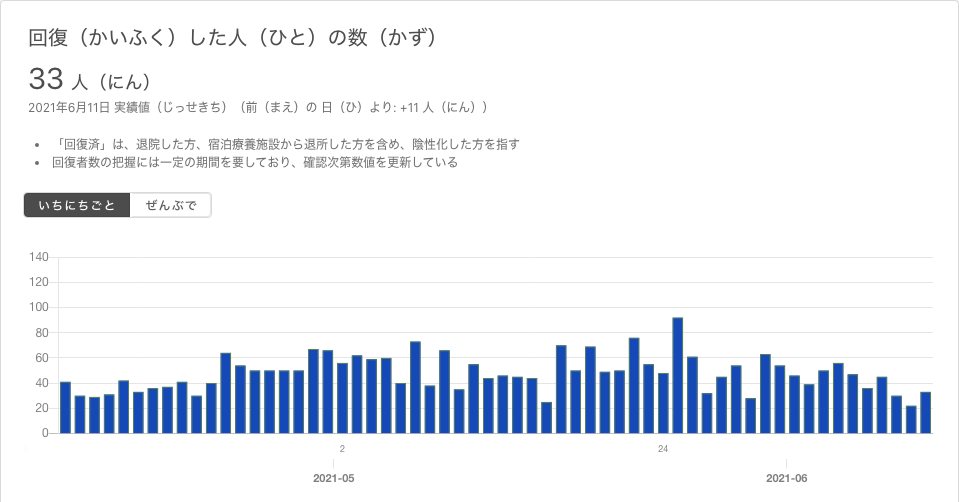 回復（かいふく）した人（ひと）の数（かず）
33 人（にん）
2021年6月11日 実績値（じっせきち）（前（まえ）の 日（ひ）より: +11 人（にん））
• 「回復済」は、退院した方、宿泊療養施設から退所した方を含め、陰性化した方を指す
• 回復者数の把握には一定の期間を要しており、確認次第数値を更新している
いちにちごと ぜんぶで
140
120
100
80
60
40
20
0
2 24
2021-05 2021-06